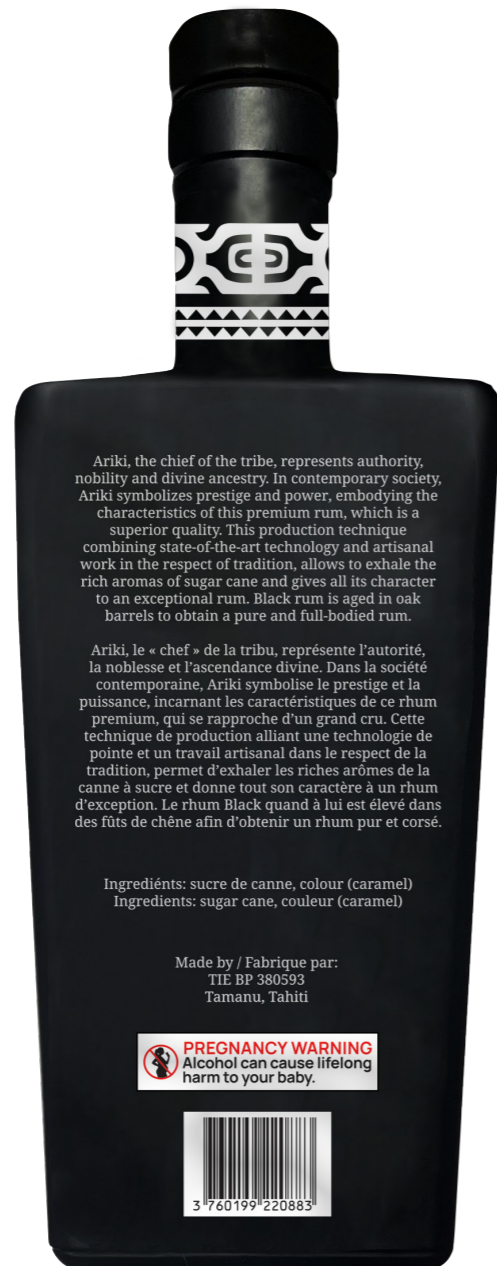 Ariki, the chief of the tribe, represents authority,
nobility and divine ancestry. In contemporary society,
Ariki symbolizes prestige and power, embodying the
characteristics of this premium rum, which is a
superior quality. This production technique
combining state-of-the-art technology and artisanal
work in the respect of tradition, allows to exhale the
rich aromas of sugar cane and gives all its character
to an exceptional rum. Black rum is aged in oak
barrels to obtain a pure and full-bodied rum.
Ariki, le « chef » de la tribu, représente l’autorité,
la noblesse et l’ascendance divine. Dans la société
contemporaine, Ariki symbolise le prestige et la
puissance, incarnant les caractéristiques de ce rhum
premium, qui se rapproche d’un grand cru. Cette
technique de production alliant une technologie de
pointe et un travail artisanal dans le respect de la
tradition, permet d’exhaler les riches arômes de la
canne à sucre et donne tout son caractère à un rhum
d’exception. Le rhum Black quand à lui est élevé dans
des fûts de chêne afin d’obtenir un rhum pur et corsé.
Ingrediénts: sucre de canne, colour (caramel)
Ingredients: sugar cane, couleur (caramel)
Made by / Fabrique par:
TIE BP 380593
Tamanu, Tahiti
PREGNANCY WARNING
Alcohol can cause lifelong
harm to your baby.
3 760199 220883